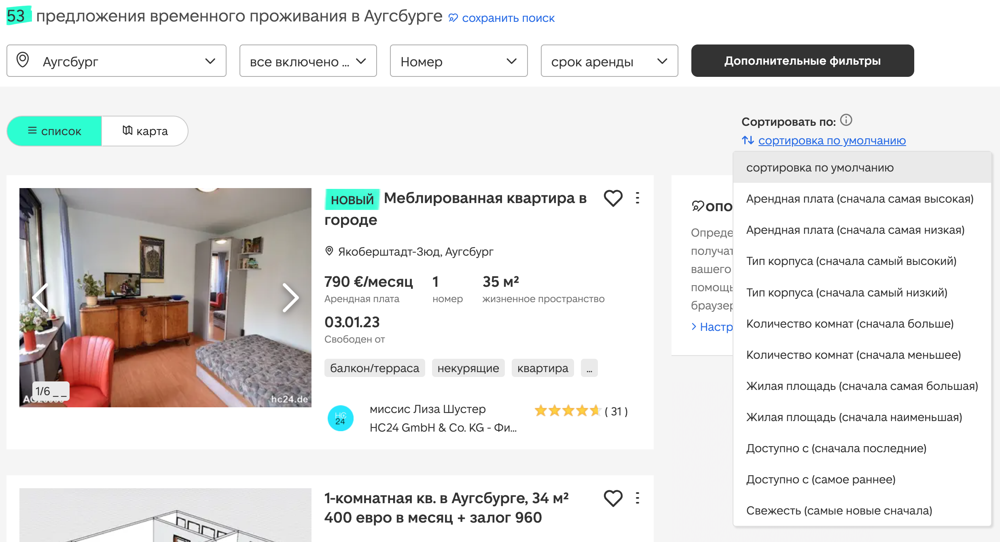 53 предложения временного проживания в Аугсбурге сохранить поиск
Аугсбург
все включено ...
Номер
срок аренды
Дополнительные фильтры
список
карта
Сортировать по:
сортировка по умолчанию
сортировка по умолчанию
Арендная плата (сначала самая высокая)
Арендная плата (сначала самая низкая)
Тип корпуса (сначала самый высокий)
Тип корпуса (сначала самый низкий)
Количество комнат (сначала больше)
Количество комнат (сначала меньшее)
Жилая площадь (сначала самая большая)
Жилая площадь (сначала наименьшая)
Доступно с (сначала последние)
Доступно с (самое раннее)
Свежесть (самые новые сначала)
новый Меблированная квартира в
городе
Якоберштадт-Зюд, Аугсбург
790 €/месяц
Арендная плата
1
номер
35 м²
жизненное пространство
03.01.23
Свободен от
балкон/терраса
некурящие
квартира
...
1/6 _ _
hc24.de
HC
24
миссис Лиза Шустер
HC24 GmbH & Co. KG - Фи...
( 31 )
опо
Опреде
получат
вашего
помощь
браузер
Настр
1-комнатная кв. в Аугсбурге, 34 м²
400 евро в месяц + залог 960